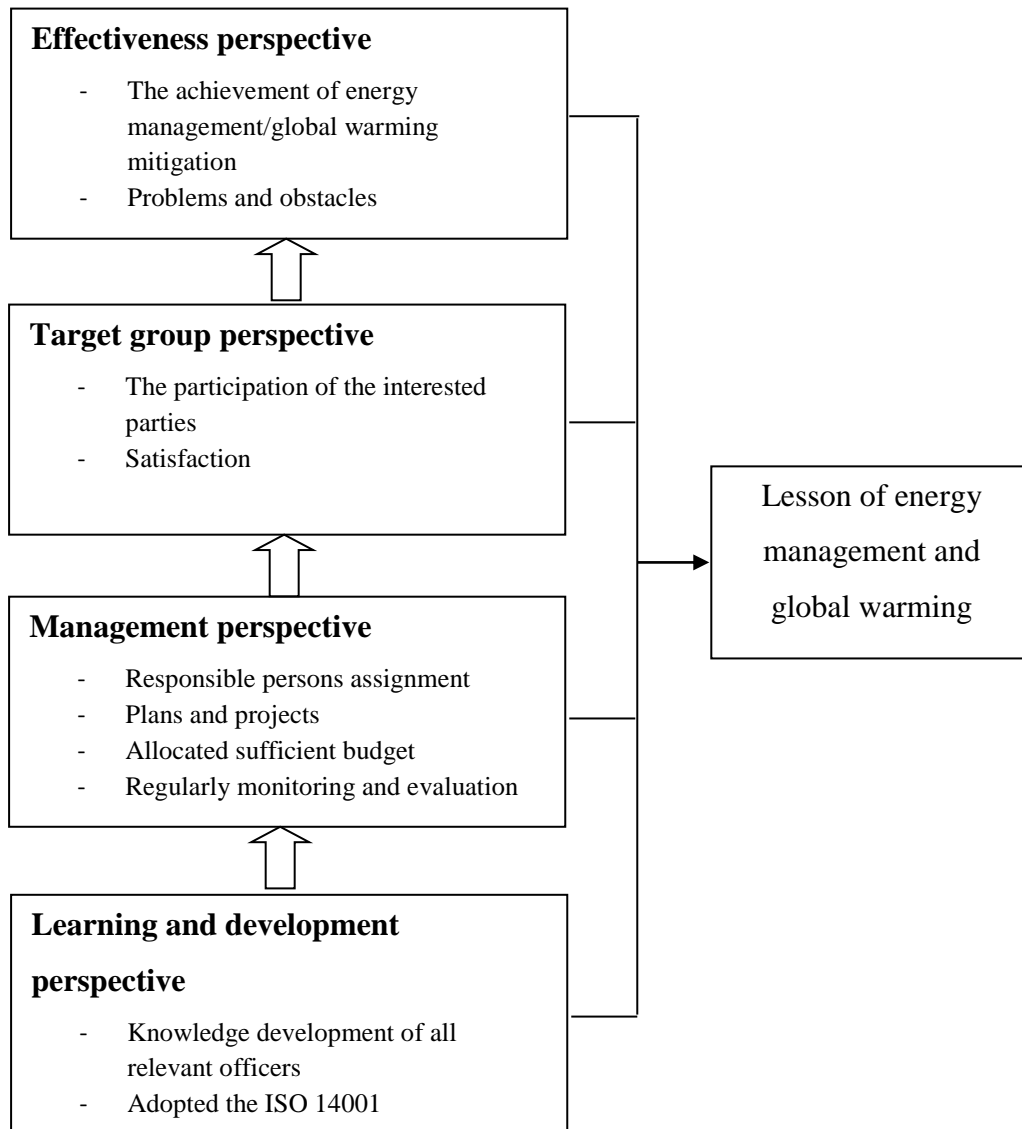 Effectiveness perspective
- The achievement of energy
management/global warming
mitigation
- Problems and obstacles
Target group perspective
- The participation of the interested
parties
- Satisfaction
Lesson of energy
management and
global warming
Management perspective
- Responsible persons assignment
- Plans and projects
- Allocated sufficient budget
- Regularly monitoring and evaluation
Learning and development
perspective
- Knowledge development of all
relevant officers
- Adopted the ISO 14001